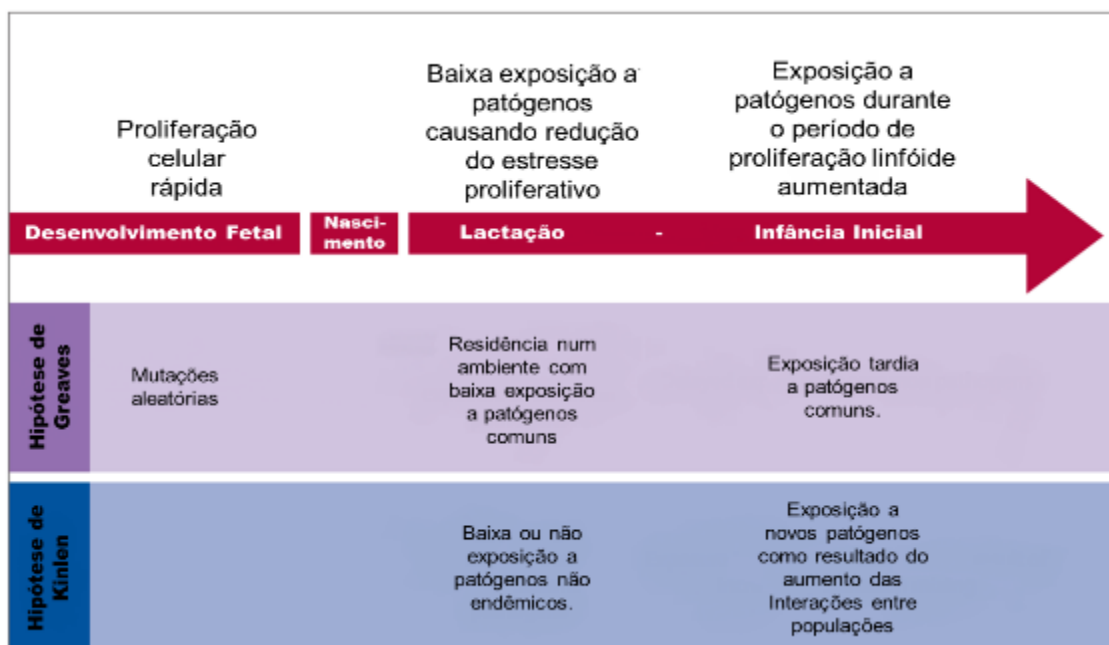 Proliferação
celular
rápida
Baixa exposição a
patógenos
causando redução
do estresse
proliferativo
Exposição a
patógenos durante
o período de
proliferação linfóide
aumentada
Desenvolvimento Fetal
Nasci-
mento
Lactação
-
Infância Inicial
Hipótese de
Greaves
Mutações
aleatórias
Residência num
ambiente com
baixa exposição
a patógenos
comuns
Exposição tardia
a patógenos
comuns.
Hipótese de
Kinlen
Baixa ou não
exposição a
patógenos não
endêmicos.
Exposição a
novos patógenos
como resultado do
aumento das
Interações entre
populações